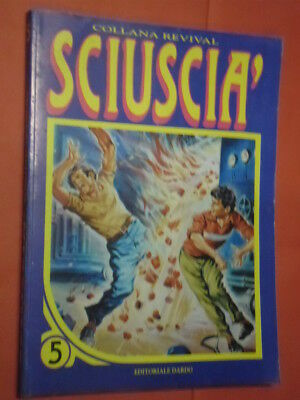 COLLANA REVIVAL
SCIUSCIA'
5
EDITORIALE DARDO